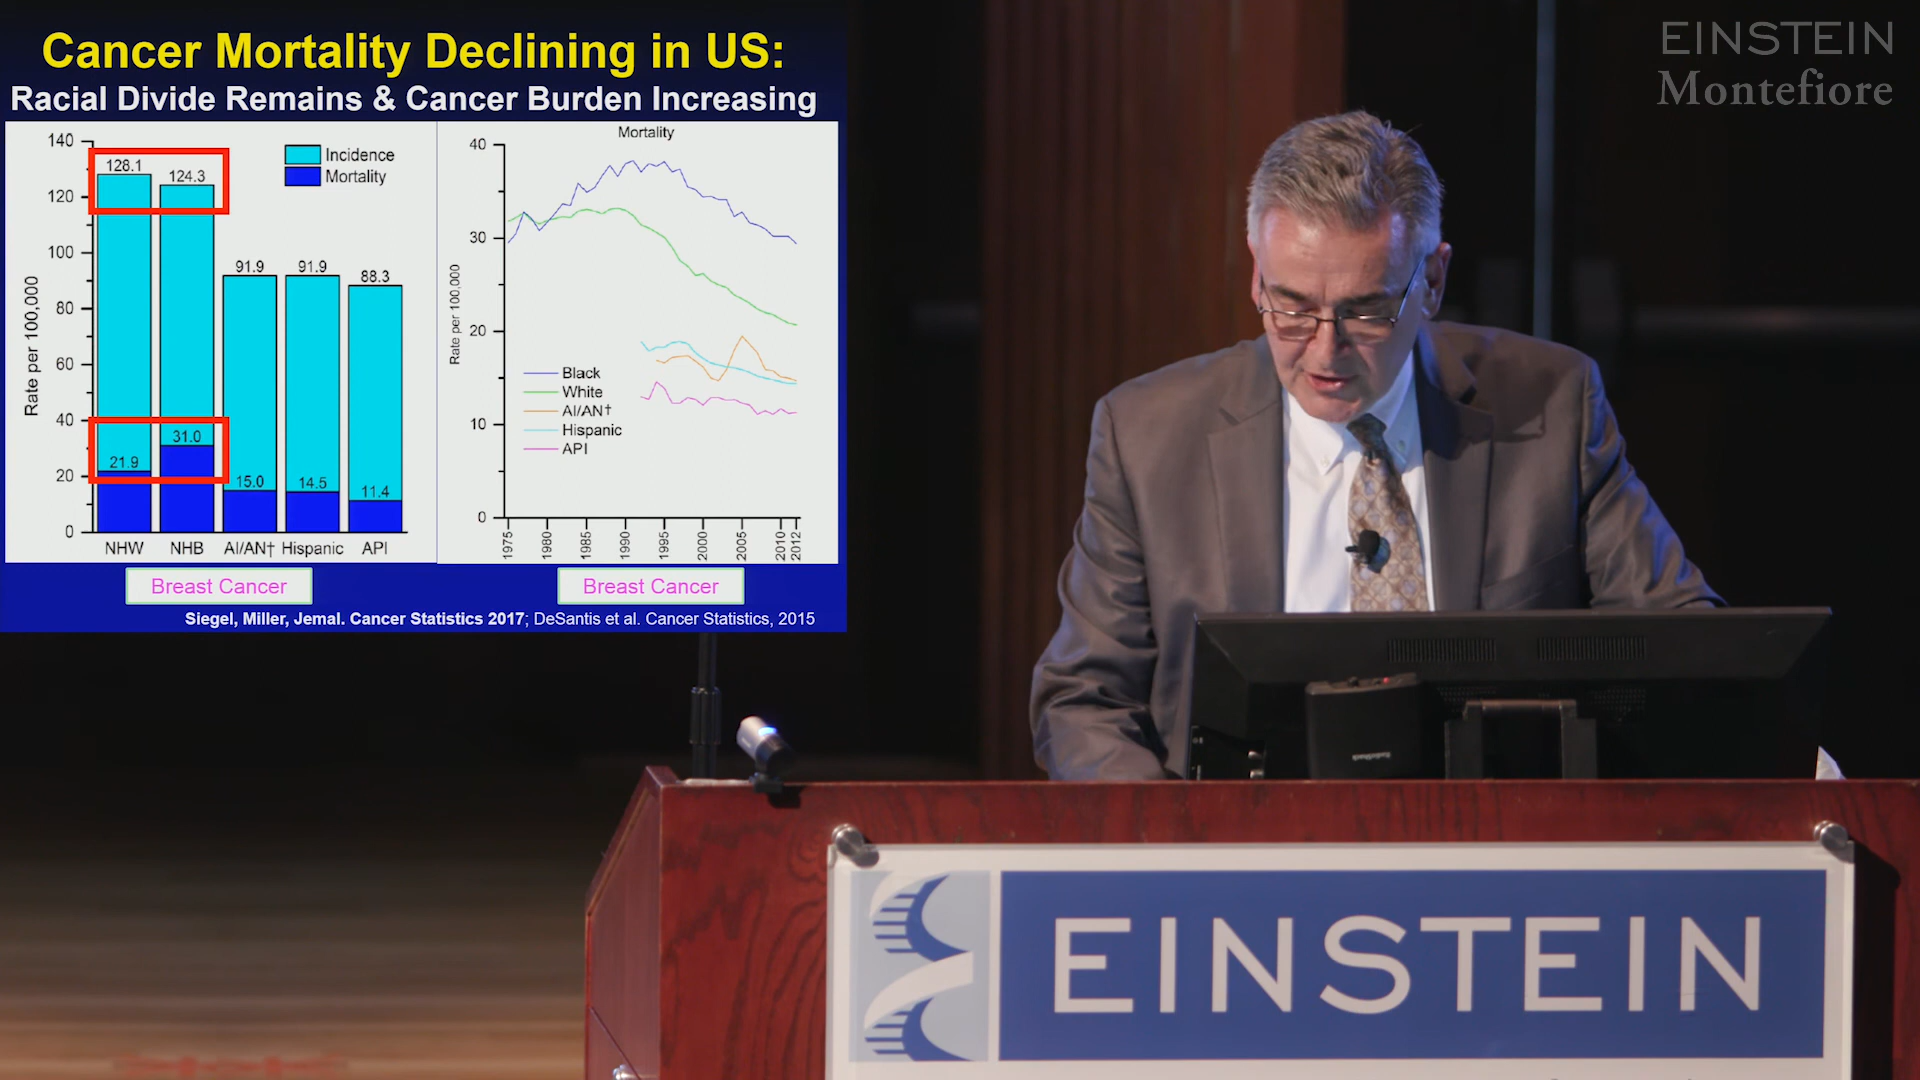 Cancer Mortality Declining in US:
Racial Divide Remains & Cancer Burden Increasing
140
120
100
80
60
40
20
0
Rate per 100,000
Incidence
Mortality
128.1
124.3
91.9
91.9
88.3
21.9
31.0
15.0
14.5
11.4
NHW NHB AI/AN† Hispanic API
Breast Cancer
Mortality
40
30
20
10
0
Rate per 100,000
Black
White
AI/AN†
Hispanic
API
1975 1980 1985 1990 1995 2000 2005 2010 2012
Breast Cancer
Siegel, Miller, Jemal. Cancer Statistics 2017; DeSantis et al. Cancer Statistics, 2015
EINSTEIN
Montefiore
EINSTEIN